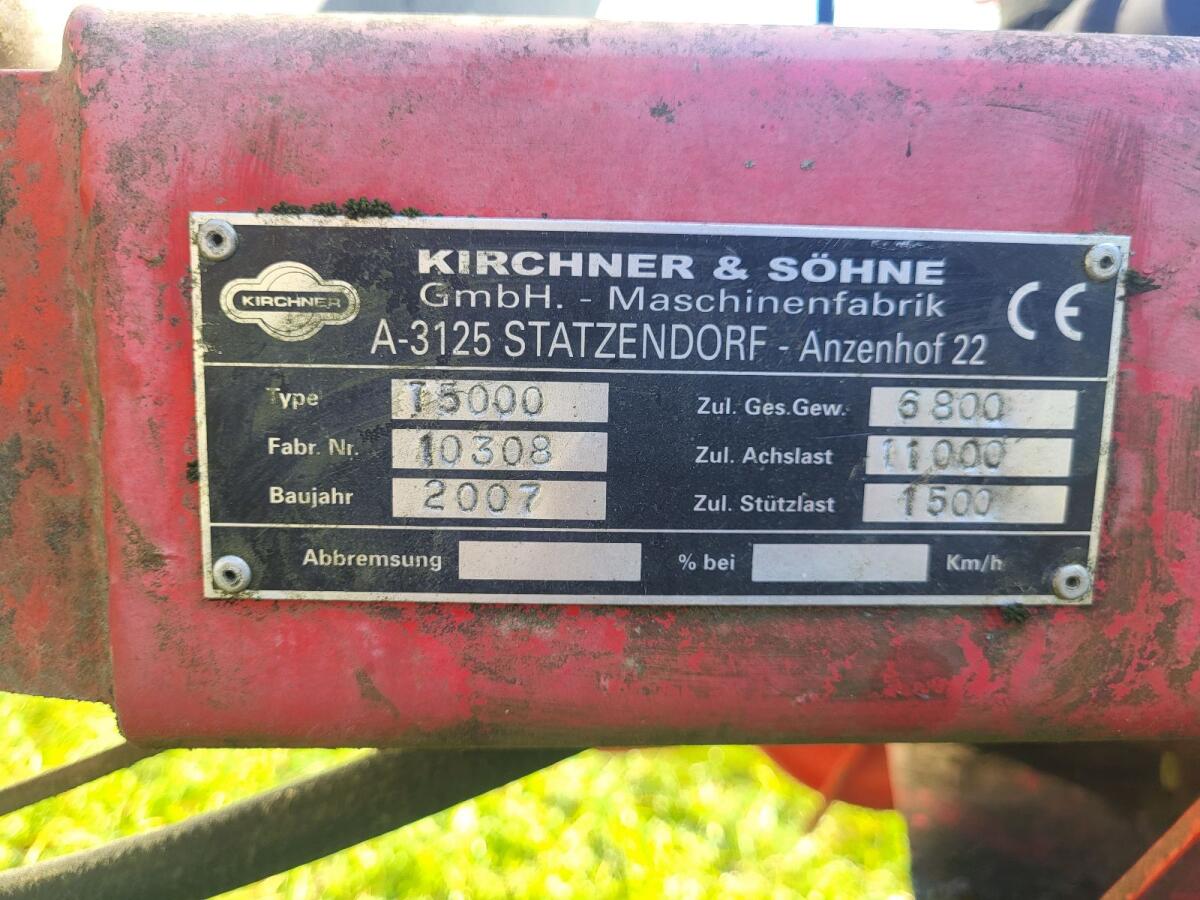 KIRCHNER
KIRCHNER & SÖHNE
GmbH. - Maschinenfabrik
A-3125 STATZENDORF - Anzenhof 22
CE
Type T5000 Zul. Ges.Gew. 6800
Fabr. Nr. 10308 Zul. Achslast 11000
Baujahr 2007 Zul. Stützlast 1500
Abbremsung % bei Km/h